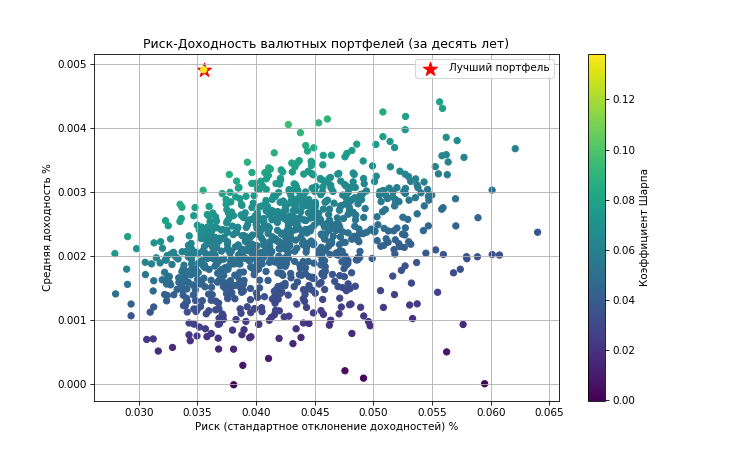 Риск-Доходность валютных портфелей (за десять лет)
Лучший портфель
0.005
0.004
0.003
0.002
0.001
0.000
Средняя доходность %
0.030 0.035 0.040 0.045 0.050 0.055 0.060 0.065
Риск (стандартное отклонение доходностей) %
0.12
0.10
0.08
0.06
0.04
0.02
0.00
Коэффициент Шарпа